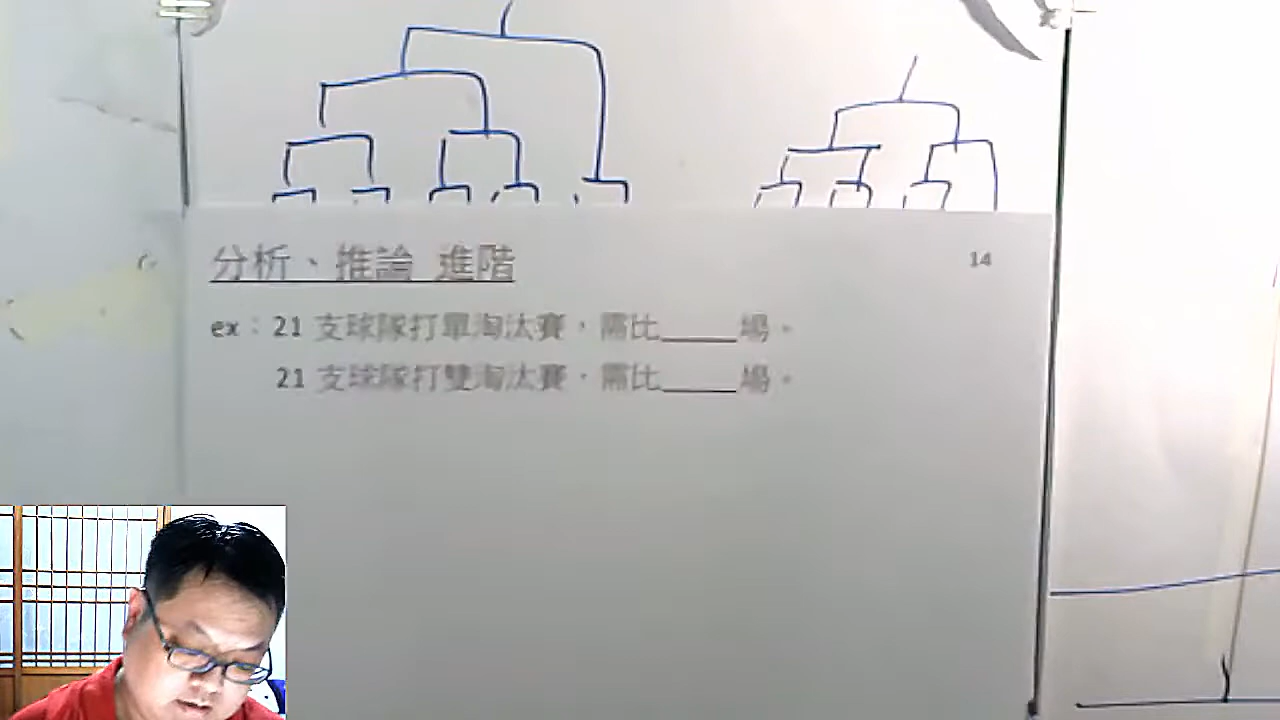 分析、推論 進階
14
ex：21 支球隊打單淘汰賽，需比_____場。
21 支球隊打雙淘汰賽，需比_____場。